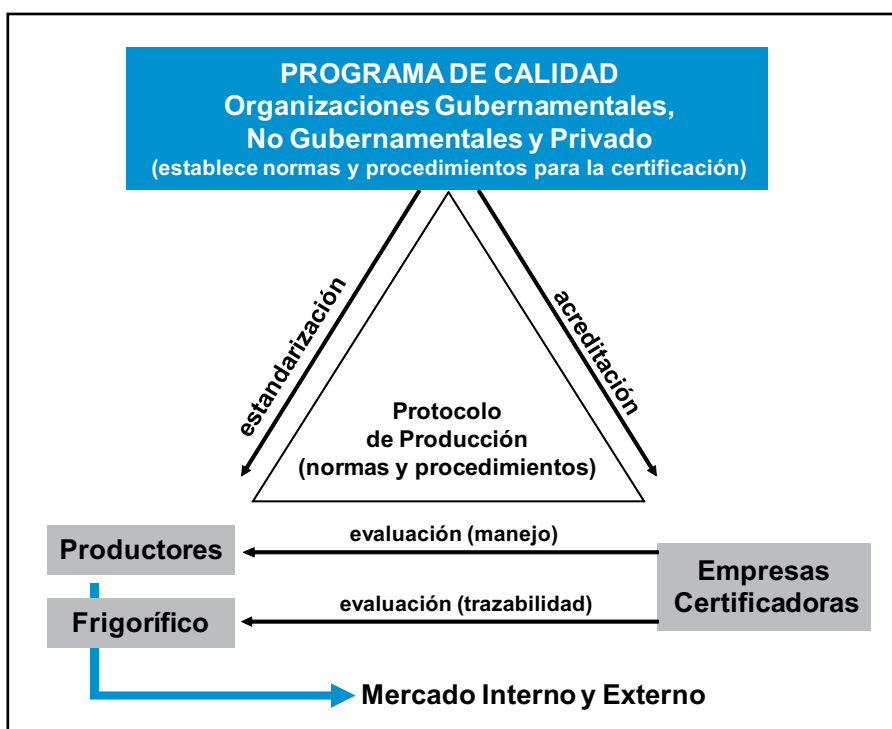 PROGRAMA DE CALIDAD
Organizaciones Gubernamentales,
No Gubernamentales y Privado
(establece normas y procedimientos para la certificación)
estandarización
acreditación
Protocolo
de Producción
(normas y procedimientos)
Productores
evaluación (manejo)
Empresas
Certificadoras
Frigorífico
evaluación (trazabilidad)
Mercado Interno y Externo